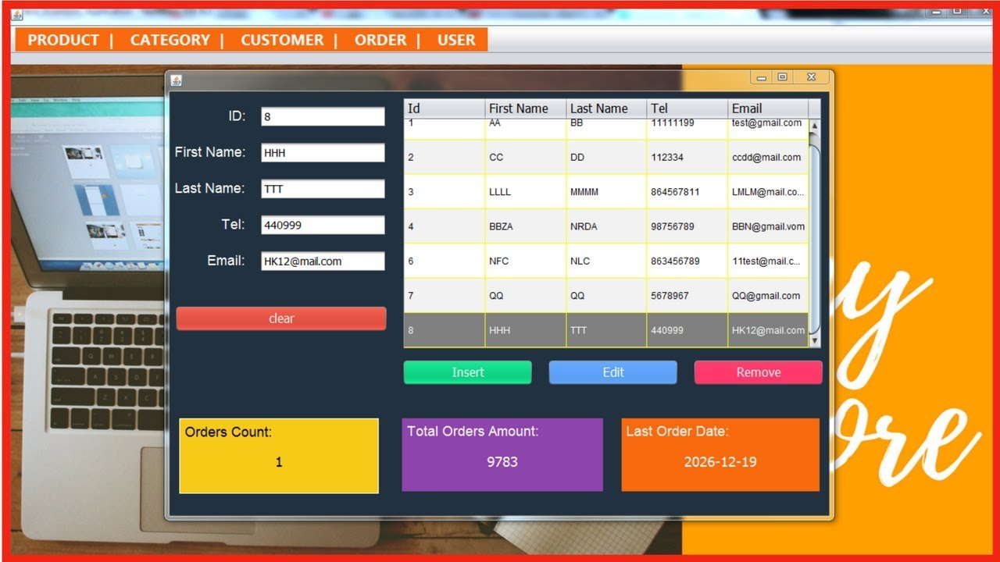 PRODUCT | CATEGORY | CUSTOMER | ORDER | USER
ID: 8
First Name: HHH
Last Name: TTT
Tel: 440999
Email: HK12@mail.com
clear
Id First Name Last Name Tel Email
1 AA BB 11111199 test@gmail.com
2 CC DD 112334 ccdd@mail.com
3 LLLL MMMM 864567811 LMLM@mail.co...
4 BBZA NRDA 98756789 BBN@gmail.vom
6 NFC NLC 863456789 11test@mail.c...
7 QQ QQ 5678967 QQ@gmail.com
8 HHH TTT 440999 HK12@mail.com
Insert Edit Remove
Orders Count:
1
Total Orders Amount:
9783
Last Order Date:
2026-12-19
y
ore